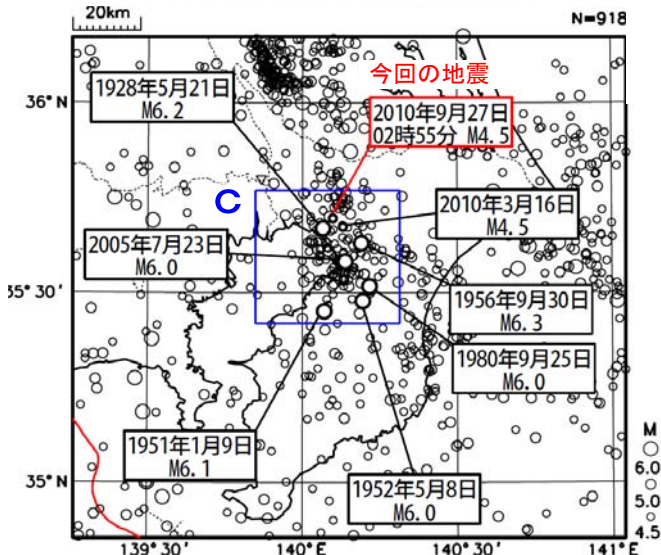 20km
N=918
今回の地震
1928年5月21日
M6.2
2010年9月27日
02時55分 M4.5
36°N
C
2010年3月16日
M4.5
2005年7月23日
M6.0
35°30′
1956年9月30日
M6.3
1980年9月25日
M6.0
1951年1月9日
M6.1
1952年5月8日
M6.0
35°N
M
6.0
5.0
4.5
139°30′
140°E
140°30′
141°E